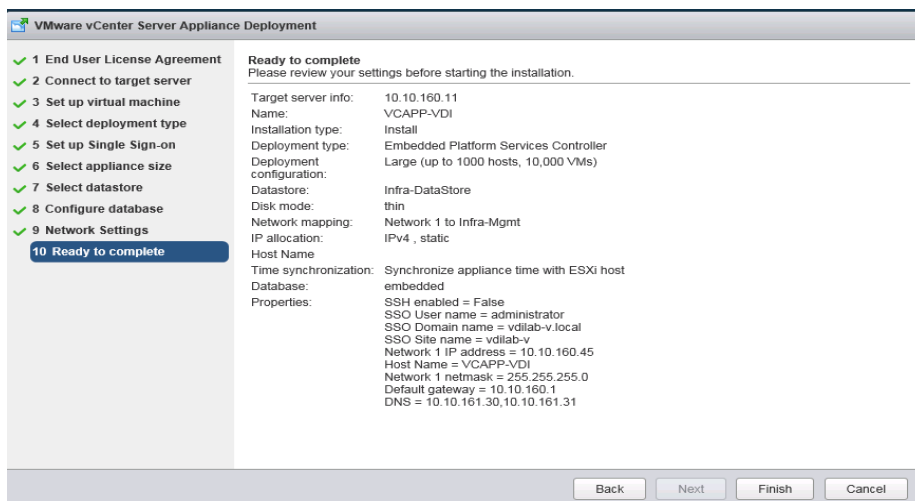 VMware vCenter Server Appliance Deployment
1 End User License Agreement
2 Connect to target server
3 Set up virtual machine
4 Select deployment type
5 Set up Single Sign-on
6 Select appliance size
7 Select datastore
8 Configure database
9 Network Settings
10 Ready to complete
Ready to complete
Please review your settings before starting the installation.
Target server info: 10.10.160.11
Name: VCAPP-VDI
Installation type: Install
Deployment type: Embedded Platform Services Controller
Deployment configuration: Large (up to 1000 hosts, 10,000 VMs)
Datastore: Infra-DataStore
Disk mode: thin
Network mapping: Network 1 to Infra-Mgmt
IP allocation: IPv4 , static
Host Name
Time synchronization: Synchronize appliance time with ESXi host
Database: embedded
Properties: SSH enabled = False
SSO User name = administrator
SSO Domain name = vdilab-v.local
SSO Site name = vdilab-v
Network 1 IP address = 10.10.160.45
Host Name = VCAPP-VDI
Network 1 netmask = 255.255.255.0
Default gateway = 10.10.160.1
DNS = 10.10.161.30,10.10.161.31
Back Next Finish Cancel